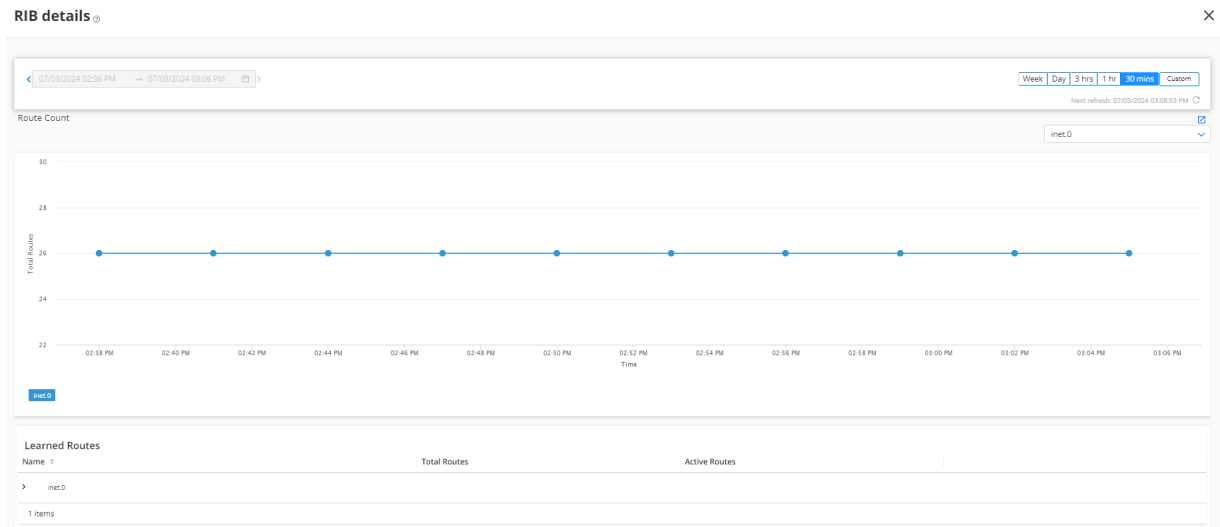 RIB details
07/03/2024 02:36 PM → 07/03/2024 03:06 PM
Week Day 3 hrs 1 hr 30 mins Custom
Next refresh: 07/03/2024 03:08:53 PM
Route Count
inet.0
30
28
26
24
22
Total Routes
02:38 PM 02:40 PM 02:42 PM 02:44 PM 02:46 PM 02:48 PM 02:50 PM 02:52 PM 02:54 PM 02:56 PM 02:58 PM 03:00 PM 03:02 PM 03:04 PM 03:06 PM
Time
inet.0
Learned Routes
Name Total Routes Active Routes
inet.0
1 items